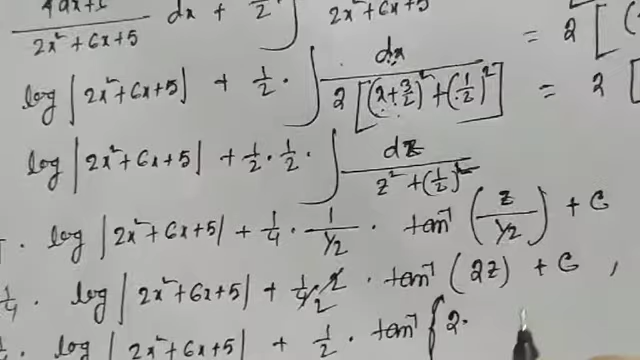 dx + ∫
2x²+6x+5 2 2x²+6x+5 = 2 [
log |2x²+6x+5| + 1/2 · ∫ dx / 2[(x+3/2)²+(1/2)²] = 2 [
log |2x²+6x+5| + 1/2 · 1/2 · ∫ dz / z²+(1/2)²
· log |2x²+6x+5| + 1/4 · 1/(1/2) · tan⁻¹ (z / 1/2) + C
1/4 · log |2x²+6x+5| + 1/4 · 2 · tan⁻¹ (2z) + C ,
· log |2x²+6x+5| + 1/2 · tan⁻¹ { 2·